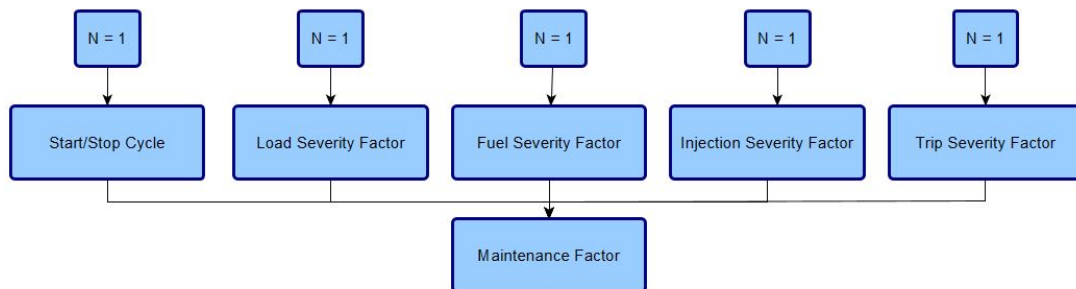 N = 1
N = 1
N = 1
N = 1
N = 1
Start/Stop Cycle
Load Severity Factor
Fuel Severity Factor
Injection Severity Factor
Trip Severity Factor
Maintenance Factor